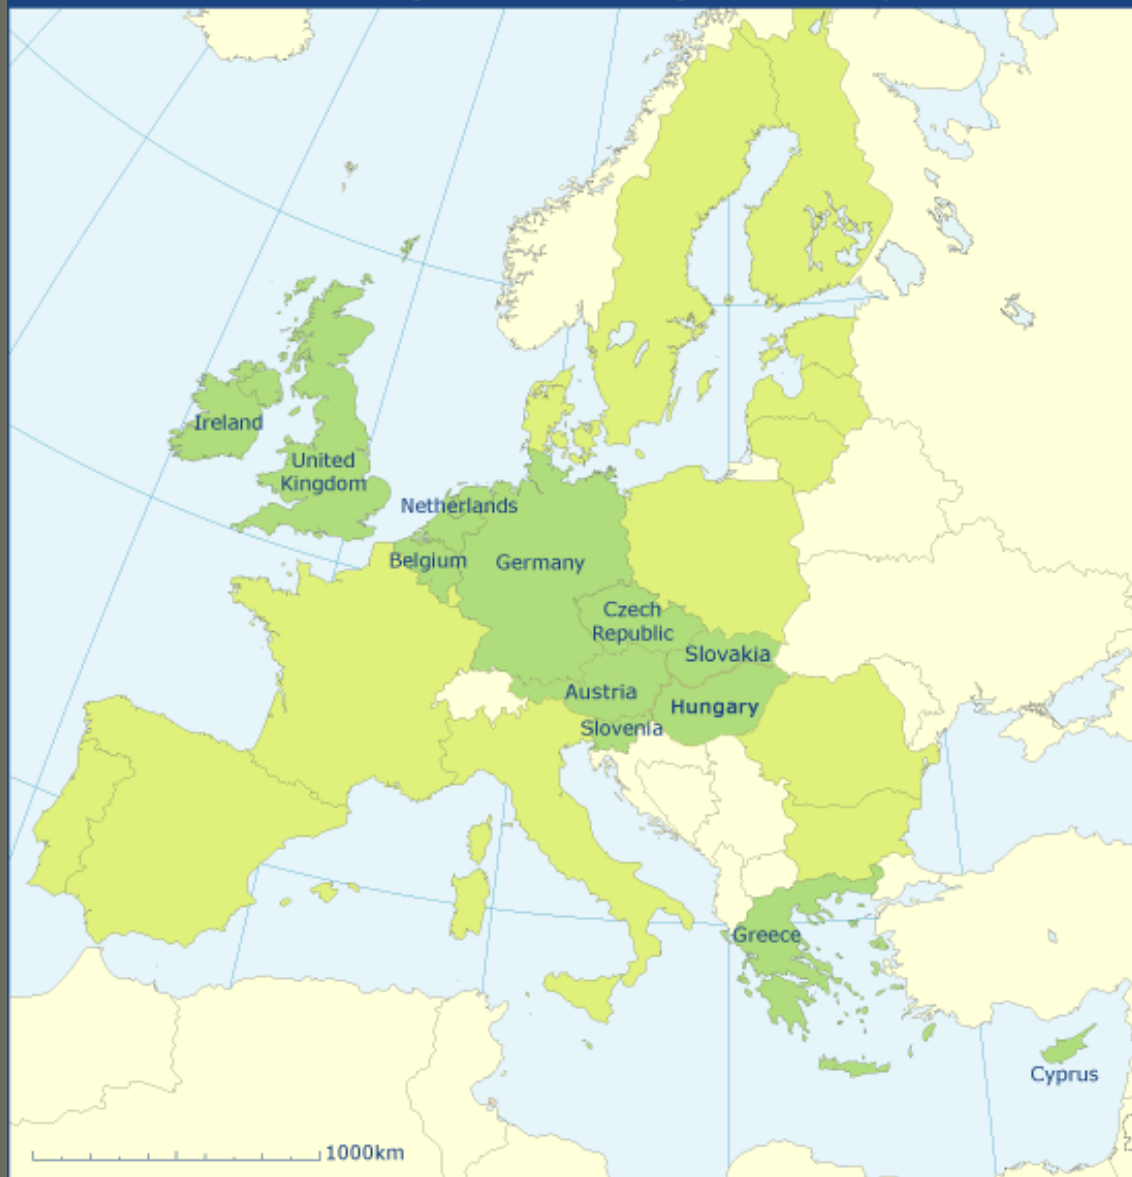 Ireland
United
Kingdom
Netherlands
Belgium
Germany
Czech
Republic
Slovakia
Austria
Hungary
Slovenia
Greece
Cyprus
1000km